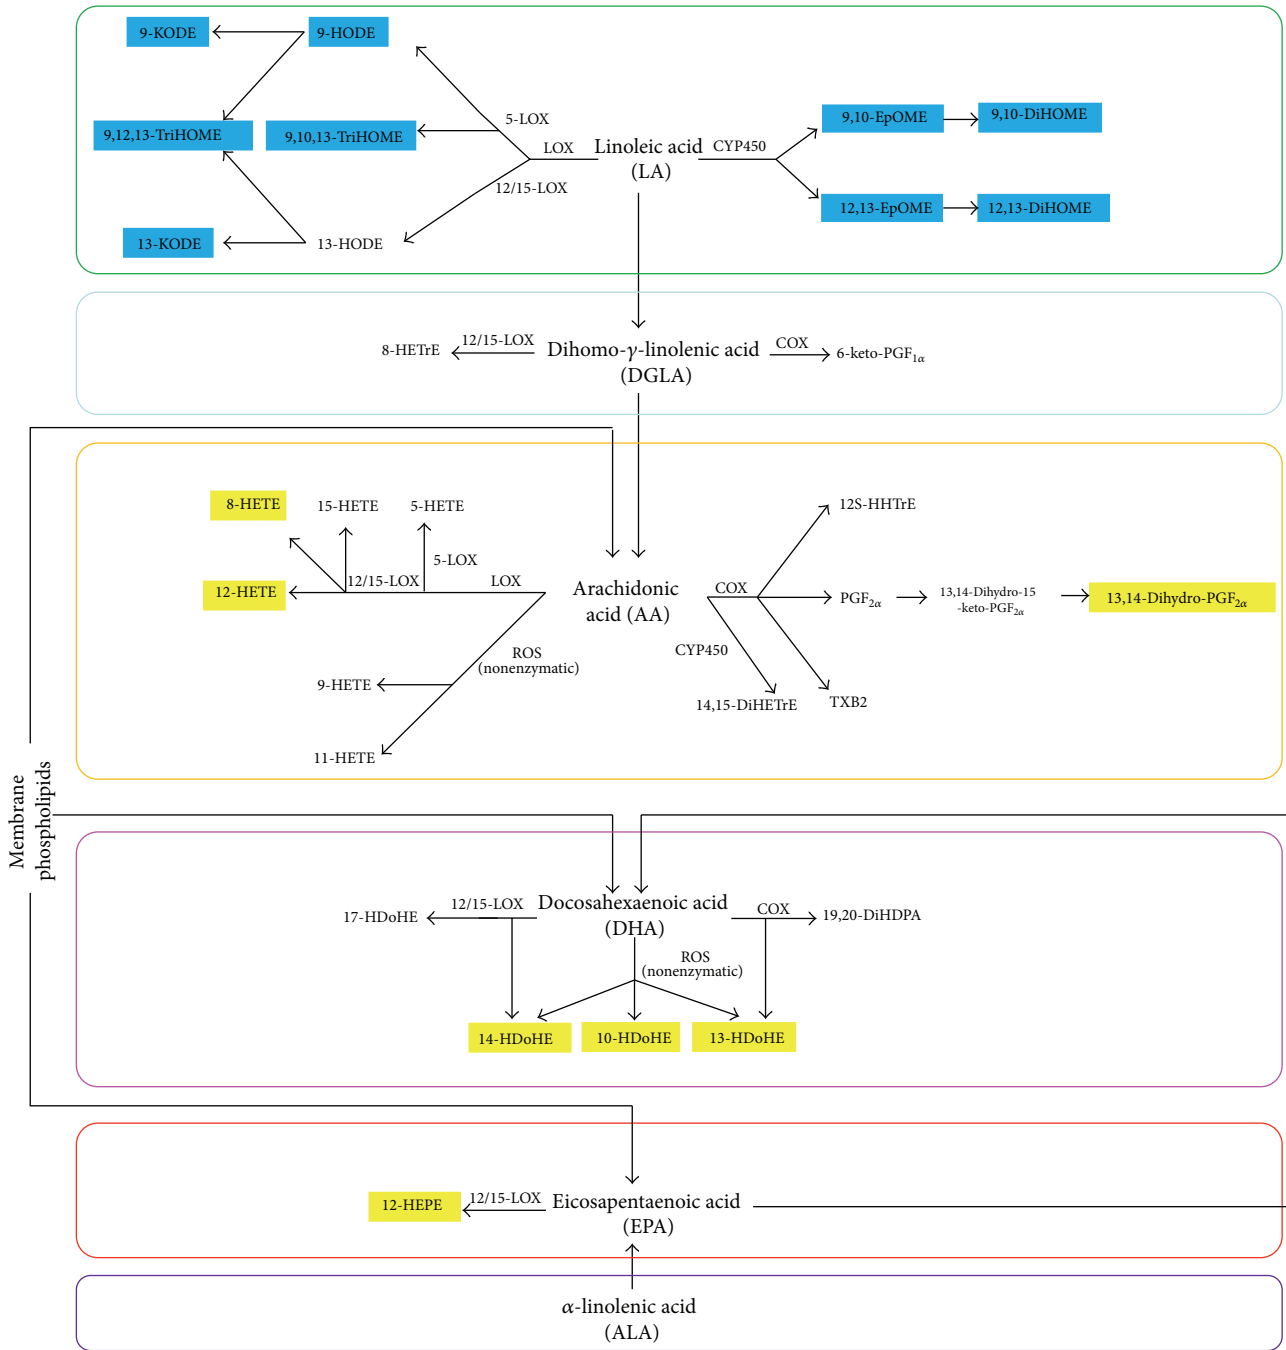 9-KODE
9-HODE
9,12,13-TriHOME
9,10,13-TriHOME
5-LOX
LOX
12/15-LOX
13-KODE
13-HODE
Linoleic acid
(LA)
CYP450
9,10-EpOME
9,10-DiHOME
12,13-EpOME
12,13-DiHOME
8-HETrE
12/15-LOX
Dihomo-γ-linolenic acid
(DGLA)
COX
6-keto-PGF1α
8-HETE
15-HETE
5-HETE
12-HETE
12/15-LOX
5-LOX
LOX
ROS
(nonenzymatic)
9-HETE
11-HETE
Arachidonic
acid (AA)
COX
CYP450
12S-HHTrE
PGF2α
13,14-Dihydro-15
-keto-PGF2α
13,14-Dihydro-PGF2α
14,15-DiHETrE
TXB2
Membrane
phospholipids
17-HDoHE
12/15-LOX
Docosahexaenoic acid
(DHA)
COX
19,20-DiHDPA
ROS
(nonenzymatic)
14-HDoHE
10-HDoHE
13-HDoHE
12-HEPE
12/15-LOX
Eicosapentaenoic acid
(EPA)
α-linolenic acid
(ALA)